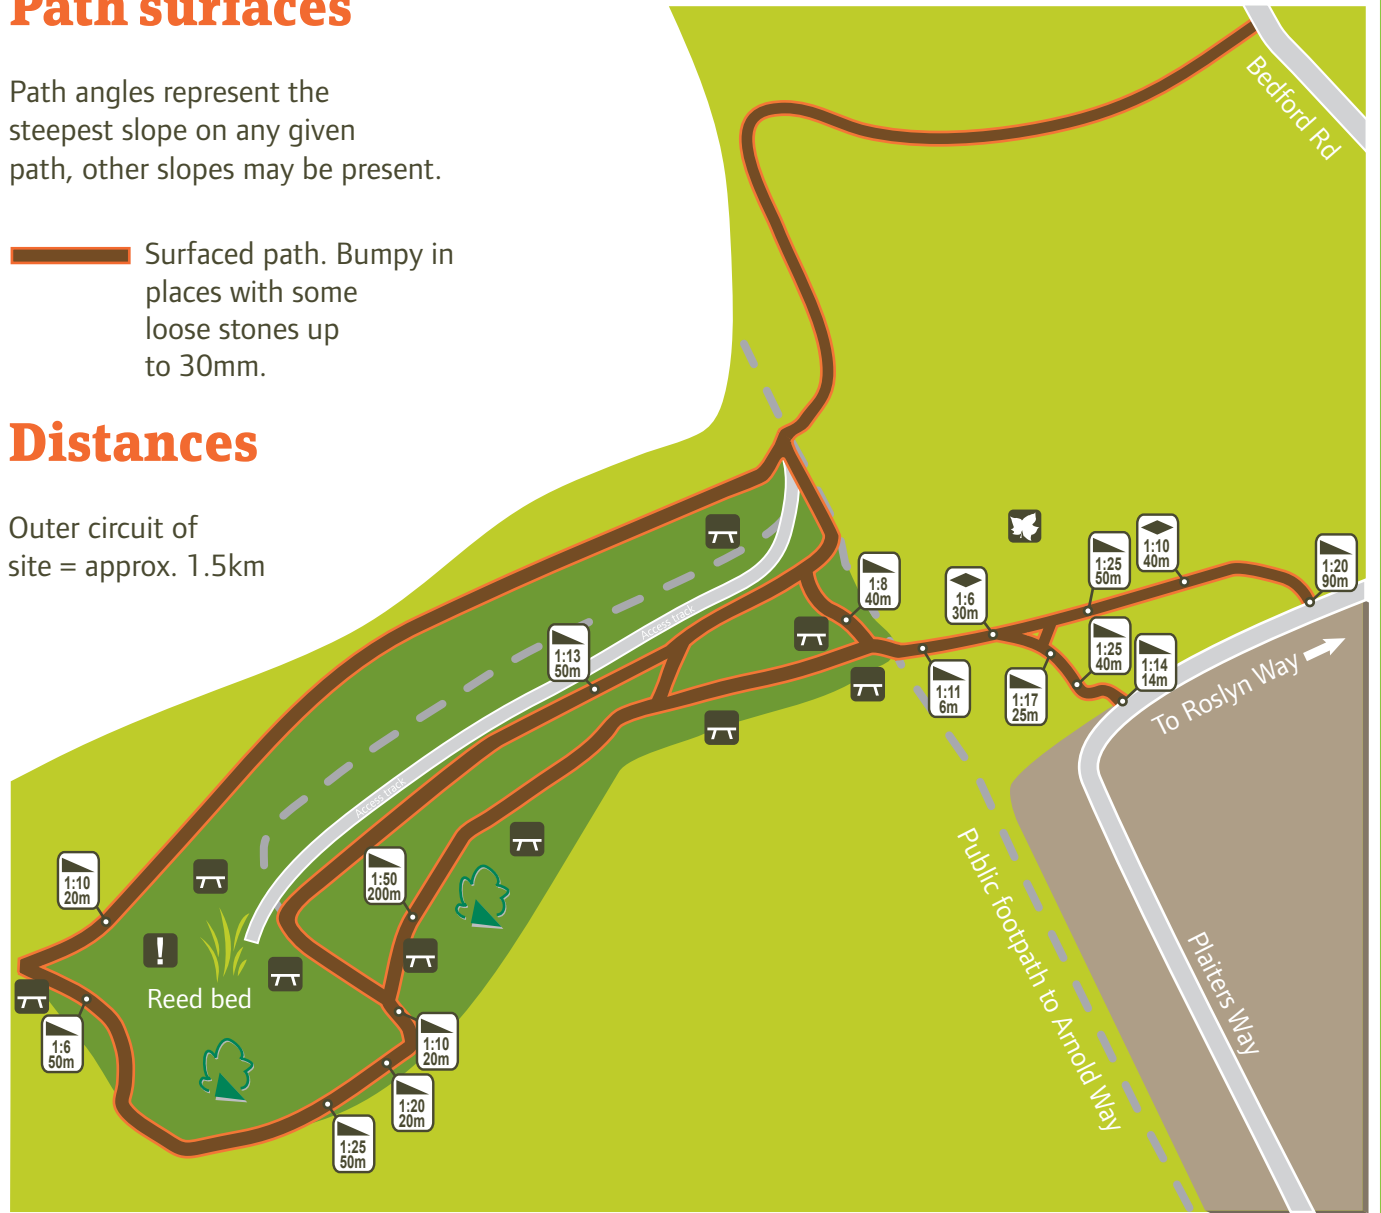 Path surfaces
Path angles represent the
steepest slope on any given
path, other slopes may be present.
Surfaced path. Bumpy in
places with some
loose stones up
to 30mm.
Distances
Outer circuit of
site = approx. 1.5km
Bedford Rd
1:10
40m
1:25
50m
1:20
90m
1:8
40m
1:6
30m
Access track
1:13
50m
1:25
40m
1:14
14m
1:11
6m
1:17
25m
To Roslyn Way
Access track
1:10
20m
1:50
200m
Public footpath to Arnold Way
Plaiters Way
!
Reed bed
1:6
50m
1:10
20m
1:20
20m
1:25
50m